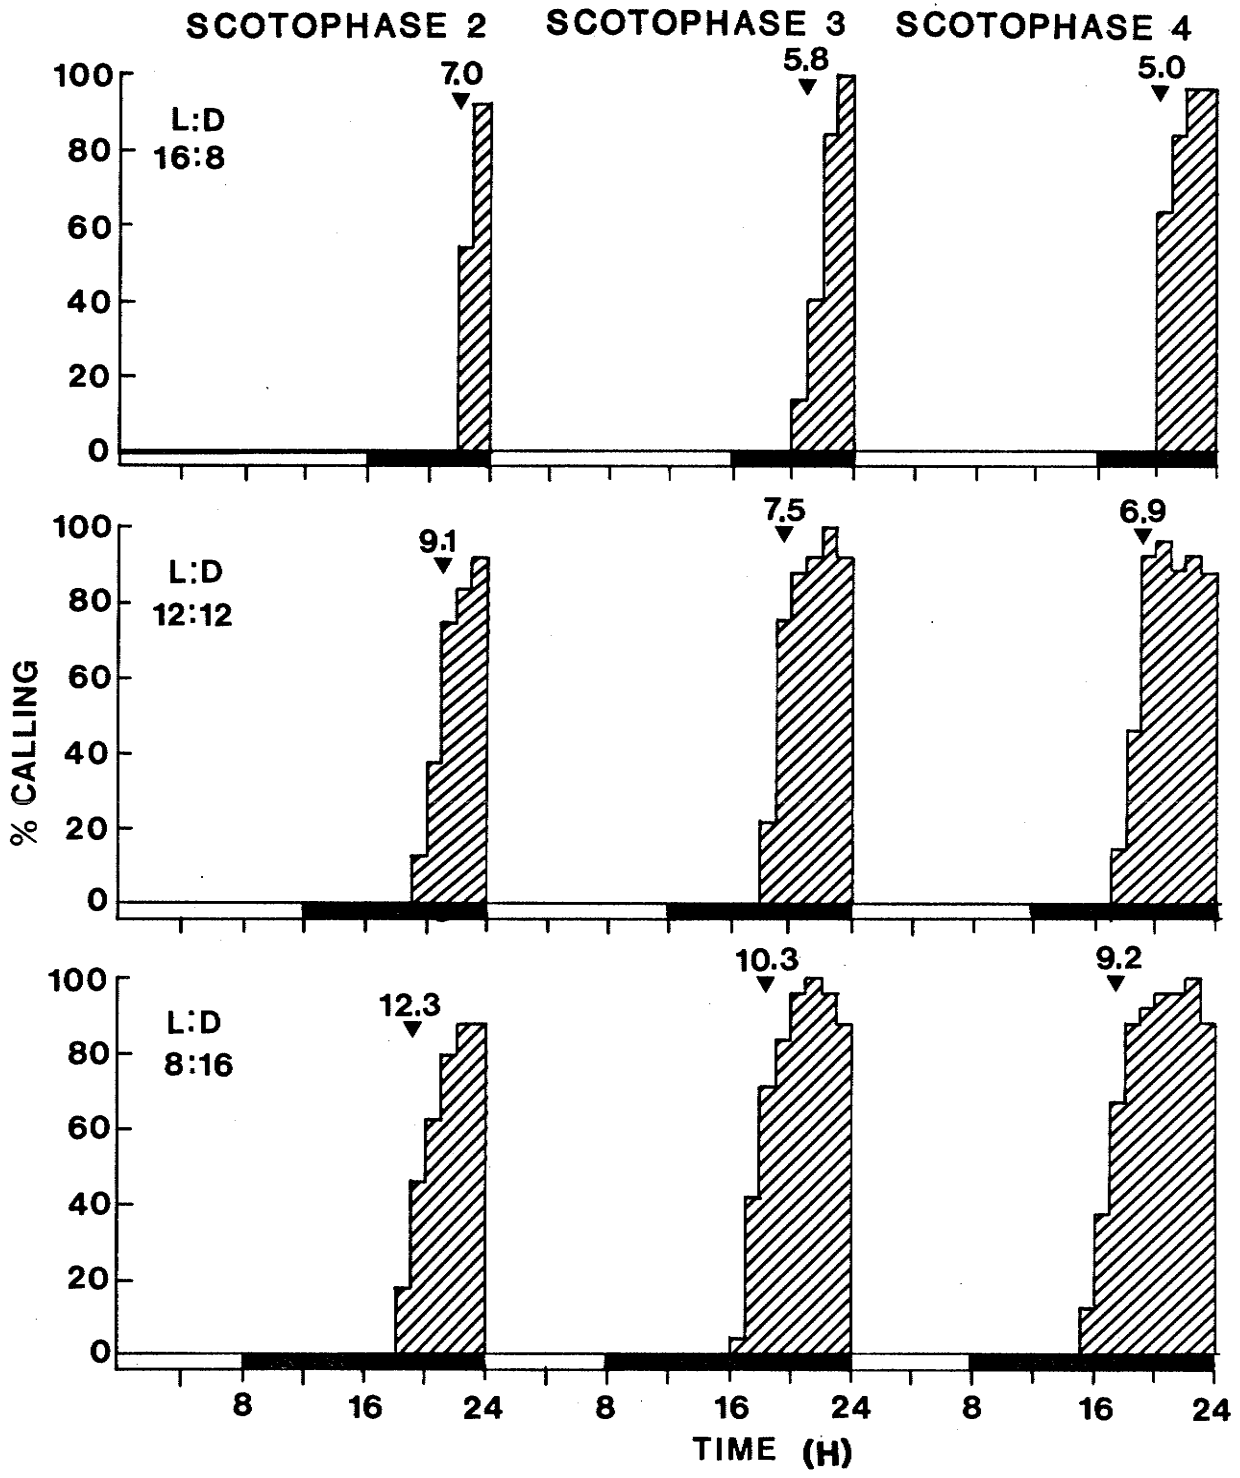 SCOTOPHASE 2 SCOTOPHASE 3 SCOTOPHASE 4
7.0 5.8 5.0
L:D
16:8
100
80
60
40
20
0
9.1 7.5 6.9
L:D
12:12
100
80
60
40
20
0
% CALLING
12.3 10.3 9.2
L:D
8:16
100
80
60
40
20
0
8 16 24 8 16 24 8 16 24
TIME (H)